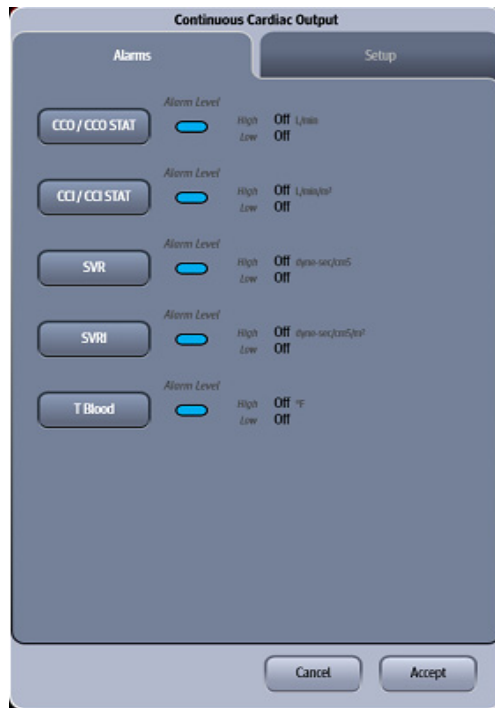 Continuous Cardiac Output
Alarms Setup
Alarm Level
CCO / CCO STAT High Off L/min
Low Off
Alarm Level
CCI / CCI STAT High Off L/min/m²
Low Off
Alarm Level
SVR High Off dyne-sec/cm5
Low Off
Alarm Level
SVRI High Off dyne-sec/cm5/m²
Low Off
Alarm Level
T Blood High Off °F
Low Off
Cancel Accept